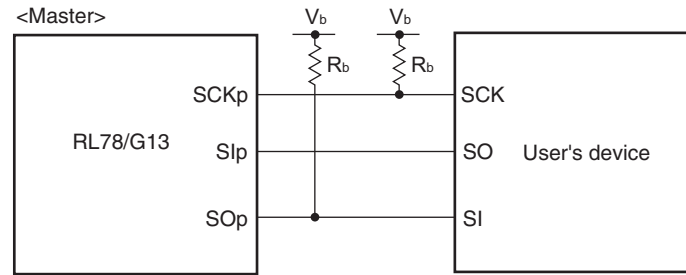 <Master>
Vb Vb
Rb Rb
SCKp SCK
RL78/G13 SIp SO User's device
SOp SI